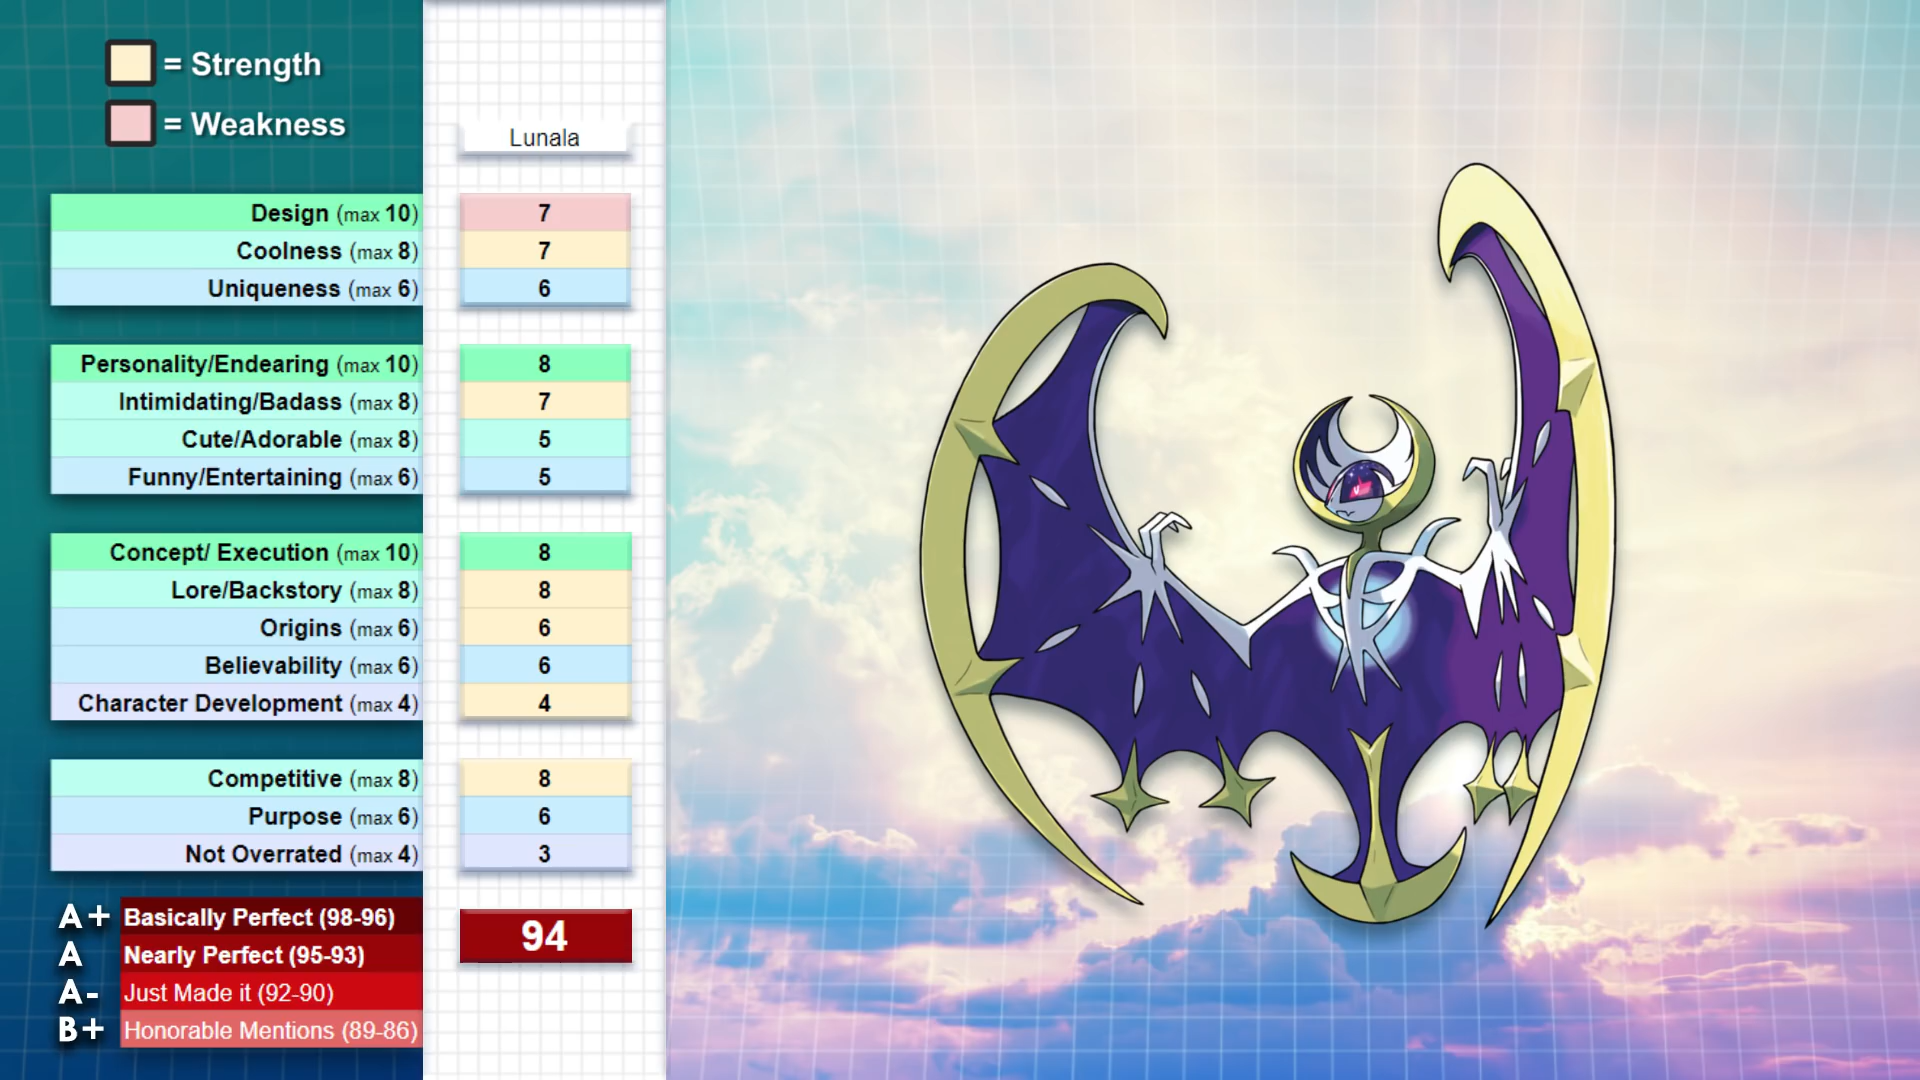 = Strength
= Weakness
Lunala
Design (max 10) 7
Coolness (max 8) 7
Uniqueness (max 6) 6
Personality/Endearing (max 10) 8
Intimidating/Badass (max 8) 7
Cute/Adorable (max 8) 5
Funny/Entertaining (max 6) 5
Concept/ Execution (max 10) 8
Lore/Backstory (max 8) 8
Origins (max 6) 6
Believability (max 6) 6
Character Development (max 4) 4
Competitive (max 8) 8
Purpose (max 6) 6
Not Overrated (max 4) 3
A+ Basically Perfect (98-96)
94
A Nearly Perfect (95-93)
A- Just Made it (92-90)
B+ Honorable Mentions (89-86)